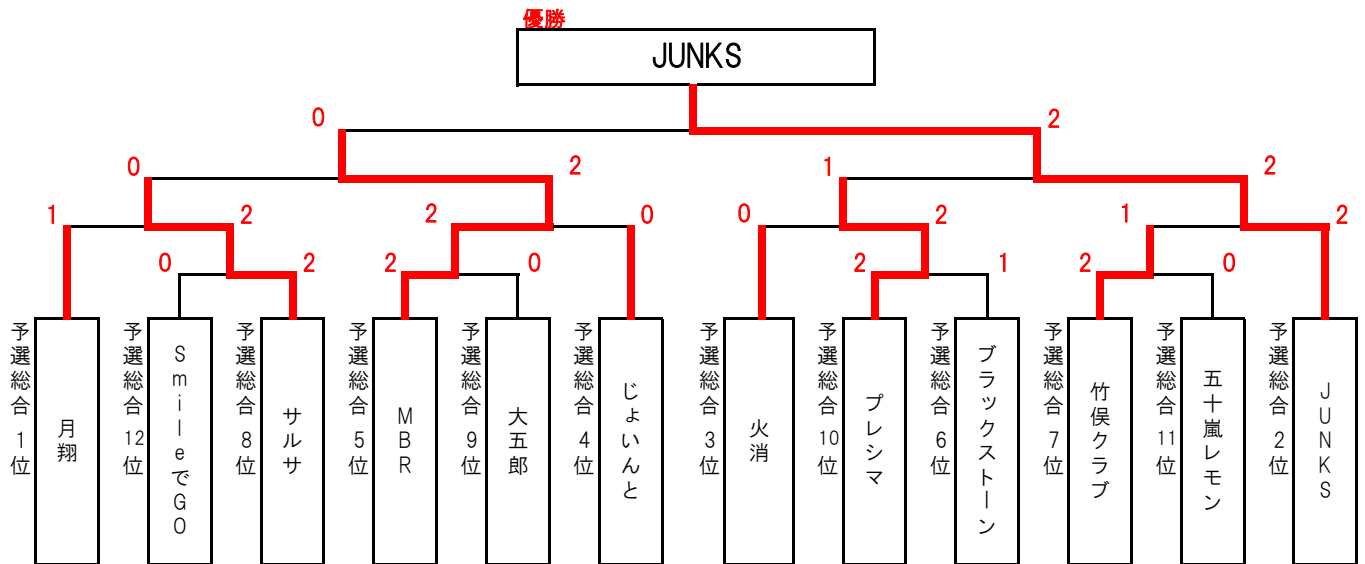 優勝
JUNKS
0
2
0
2
1
2
1
2
2
0
0
2
1
2
0
2
2
0
2
1
2
0
予選総合 1位
月翔
予選総合 12位
SmileでGO
予選総合 8位
サルサ
予選総合 5位
MBR
予選総合 9位
大五郎
予選総合 4位
じょいんと
予選総合 3位
火消
予選総合 10位
プレシマ
予選総合 6位
ブラックストーン
予選総合 7位
竹俣クラブ
予選総合 11位
五十嵐レモン
予選総合 2位
JUNKS